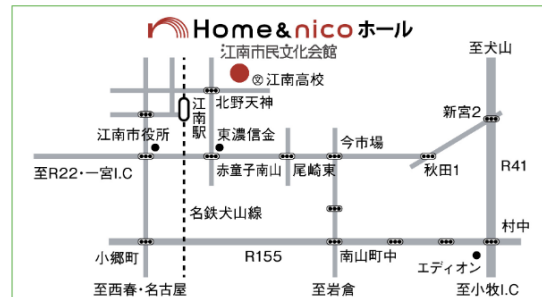 Home&nicoホール
江南市民文化会館
至犬山
文江南高校
北野天神
江南駅
新宮2
江南市役所
東濃信金
今市場
至R22・一宮I.C
赤童子南山
尾崎東
秋田1
R41
名鉄犬山線
村中
小郷町
R155
南山町中
エディオン
至西春・名古屋
至岩倉
至小牧I.C